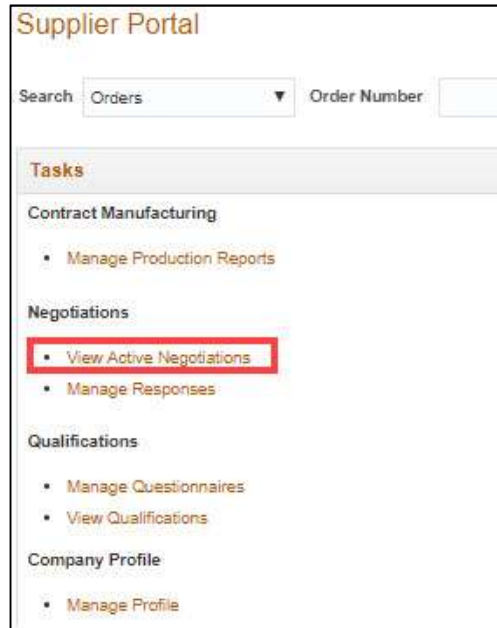 Supplier Portal
Search Orders ▼ Order Number
Tasks
Contract Manufacturing
• Manage Production Reports
Negotiations
• View Active Negotiations
• Manage Responses
Qualifications
• Manage Questionnaires
• View Qualifications
Company Profile
• Manage Profile